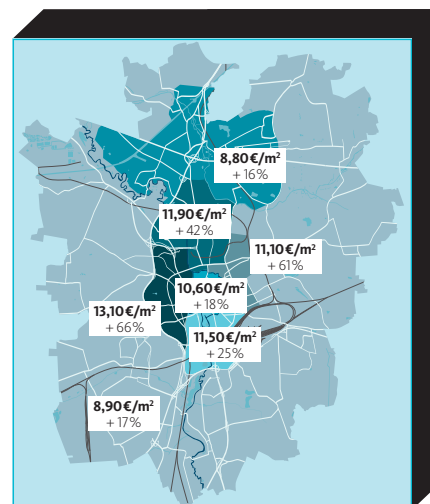 8,80€/m²
+ 16%
11,90€/m²
+ 42%
11,10€/m²
+ 61%
10,60€/m²
+ 18%
13,10€/m²
+ 66%
11,50€/m²
+ 25%
8,90€/m²
+ 17%